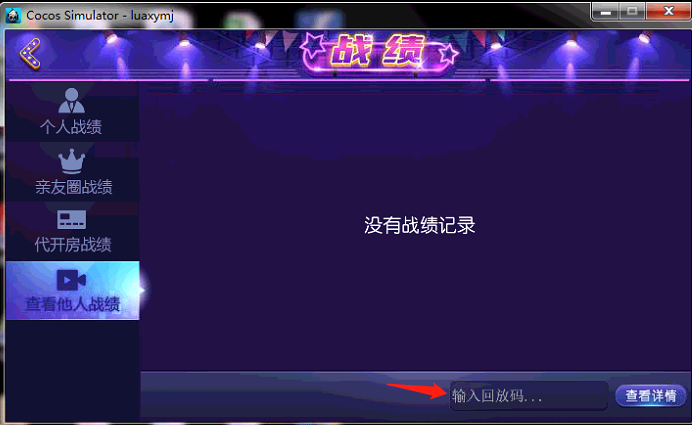 Cocos Simulator - luaxymj
战绩
个人战绩
亲友圈战绩
代开房战绩
查看他人战绩
没有战绩记录
输入回放码...
查看详情